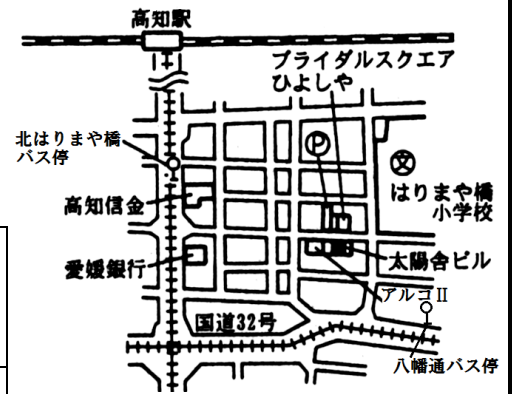 高知駅
ブライダルスクエア
ひよしや
北はりまや橋
バス停
P
文
はりまや橋
小学校
高知信金
愛媛銀行
太陽舎ビル
アルコⅡ
国道32号
八幡通バス停